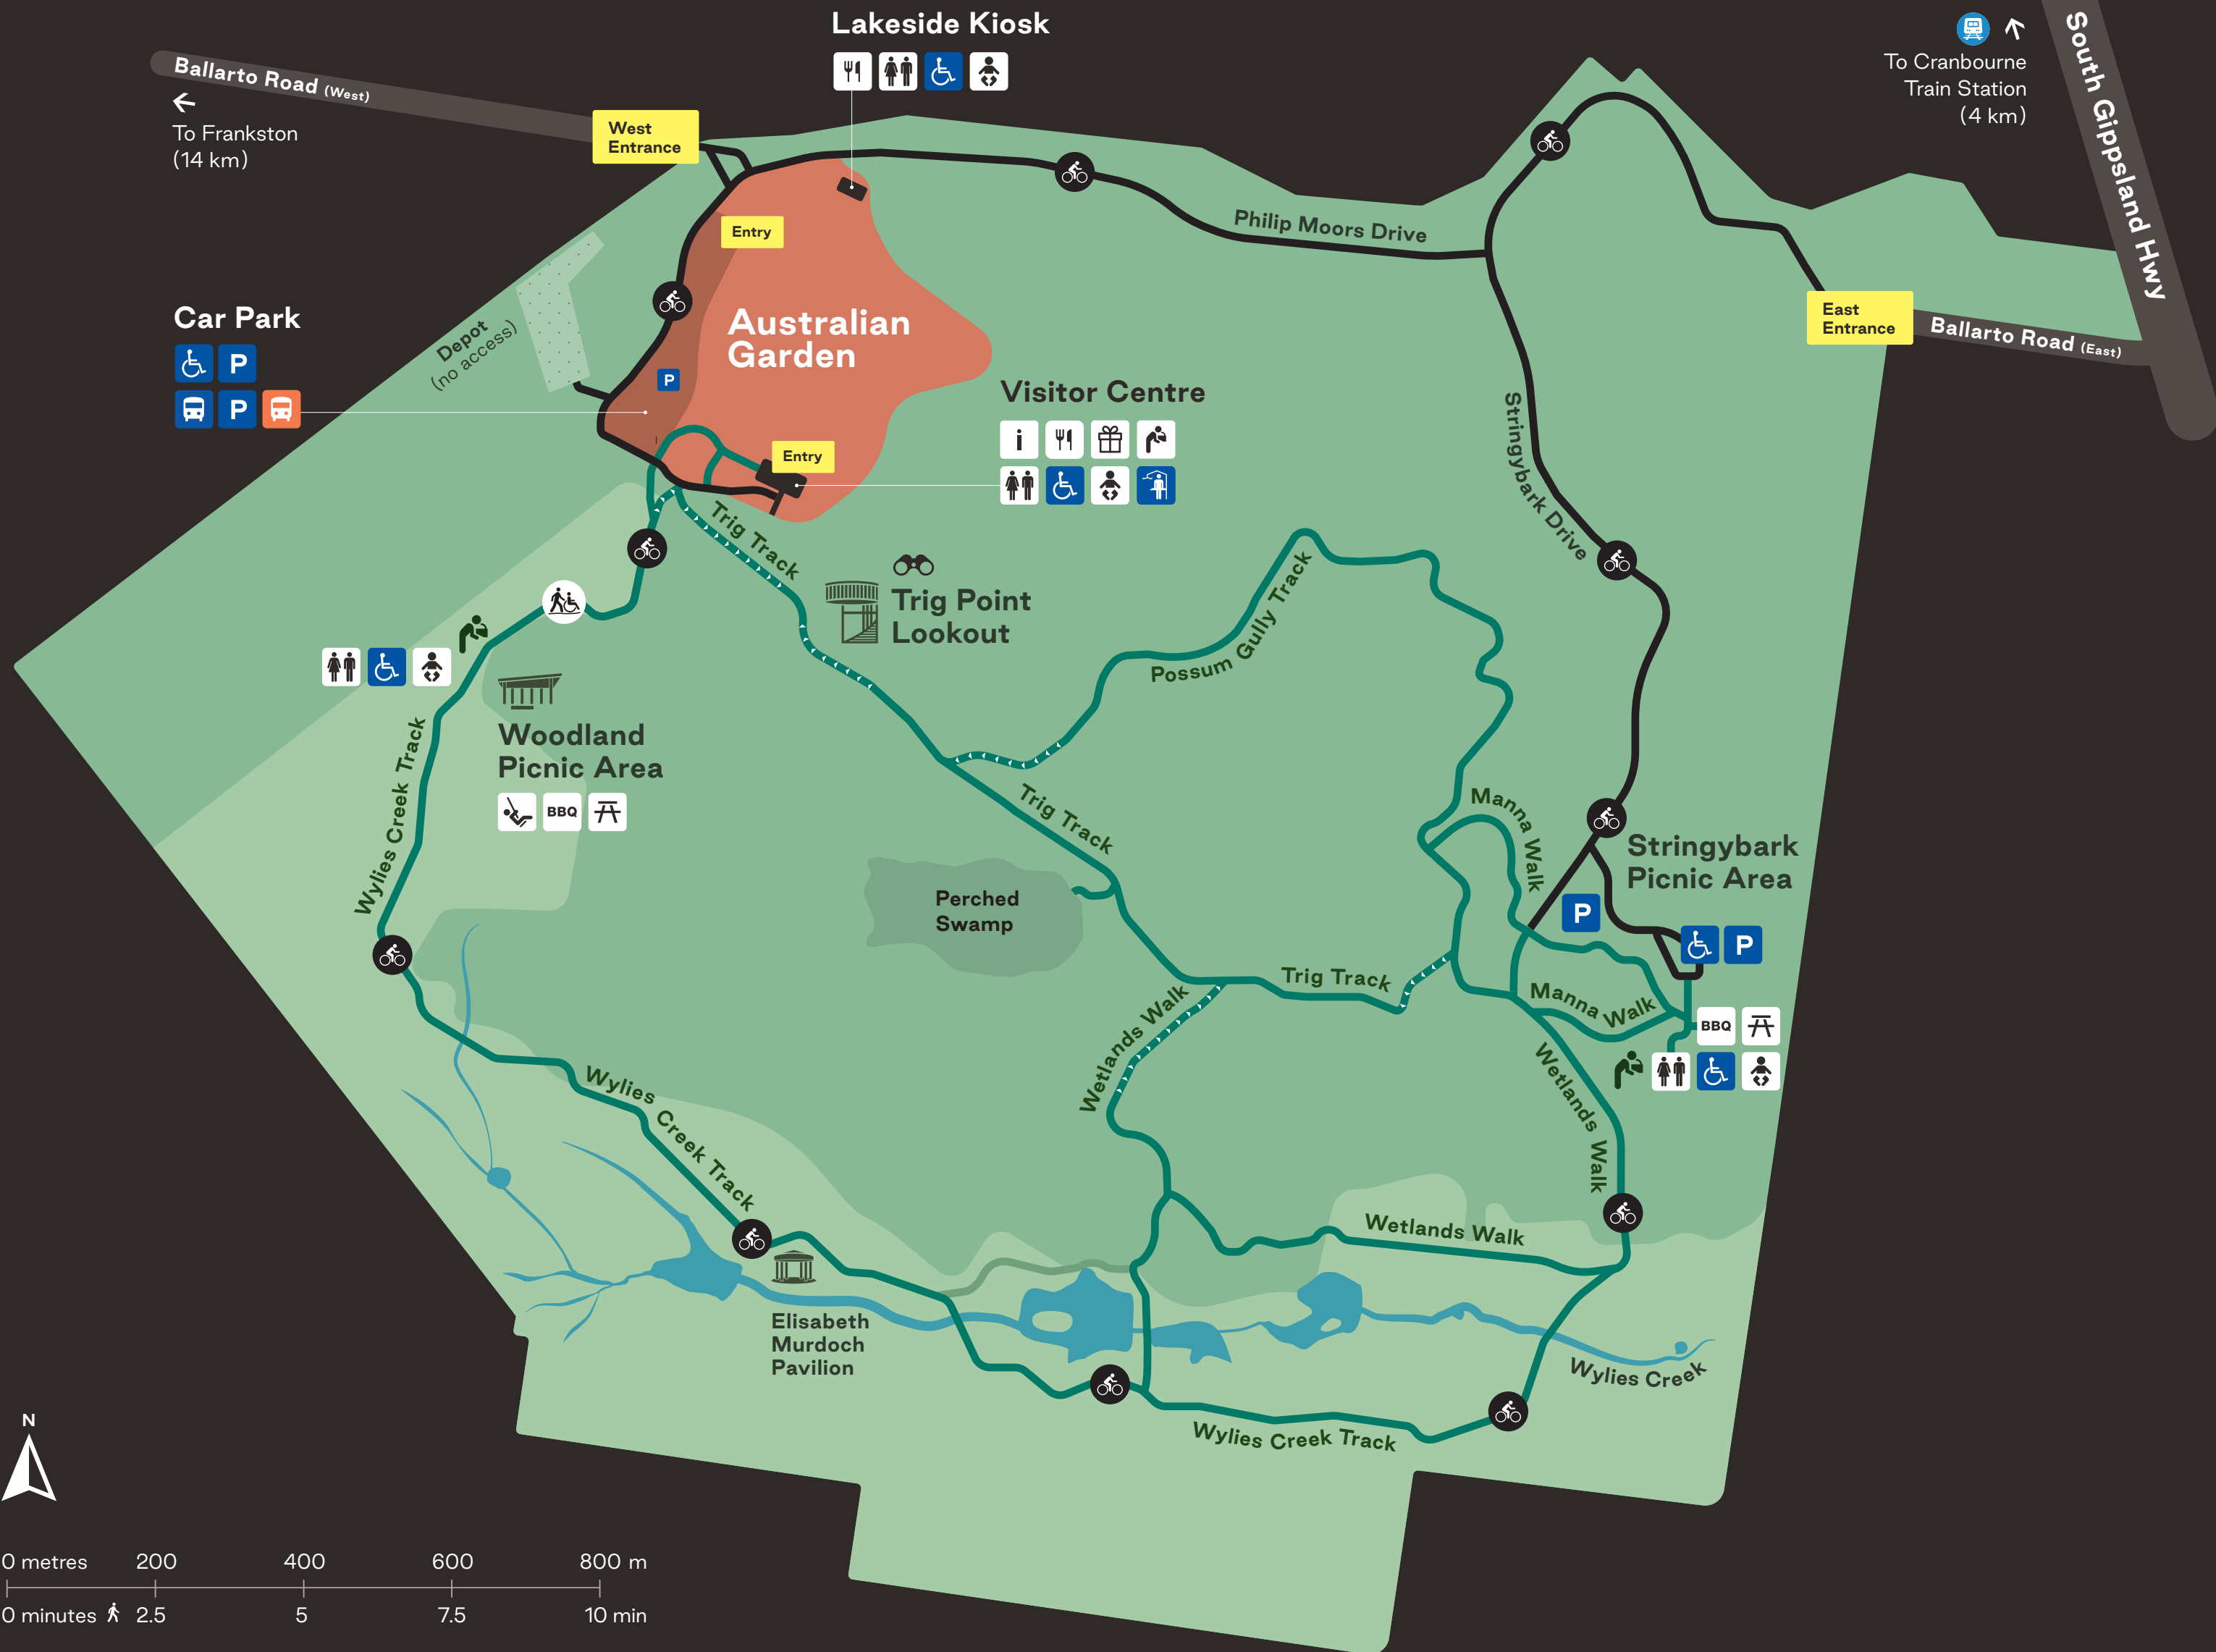 Lakeside Kiosk
Ballarto Road (West)
To Frankston
(14 km)
West
Entrance
To Cranbourne
Train Station
(4 km)
South Gippsland Hwy
Philip Moors Drive
Entry
Car Park
P
P
Depot
(no access)
Australian
Garden
P
East
Entrance
Ballarto Road (East)
Visitor Centre
i
Entry
Stringybark Drive
Trig Track
Trig Point
Lookout
Possum Gully Track
Woodland
Picnic Area
BBQ
Wylies Creek Track
Trig Track
Manna Walk
Stringybark
Picnic Area
P
P
Perched
Swamp
Trig Track
Manna Walk
BBQ
Wetlands Walk
Wetlands Walk
Wylies Creek Track
Wetlands Walk
Elisabeth
Murdoch
Pavilion
Wylies Creek
Wylies Creek Track
N
0 metres 200 400 600 800 m
0 minutes 2.5 5 7.5 10 min